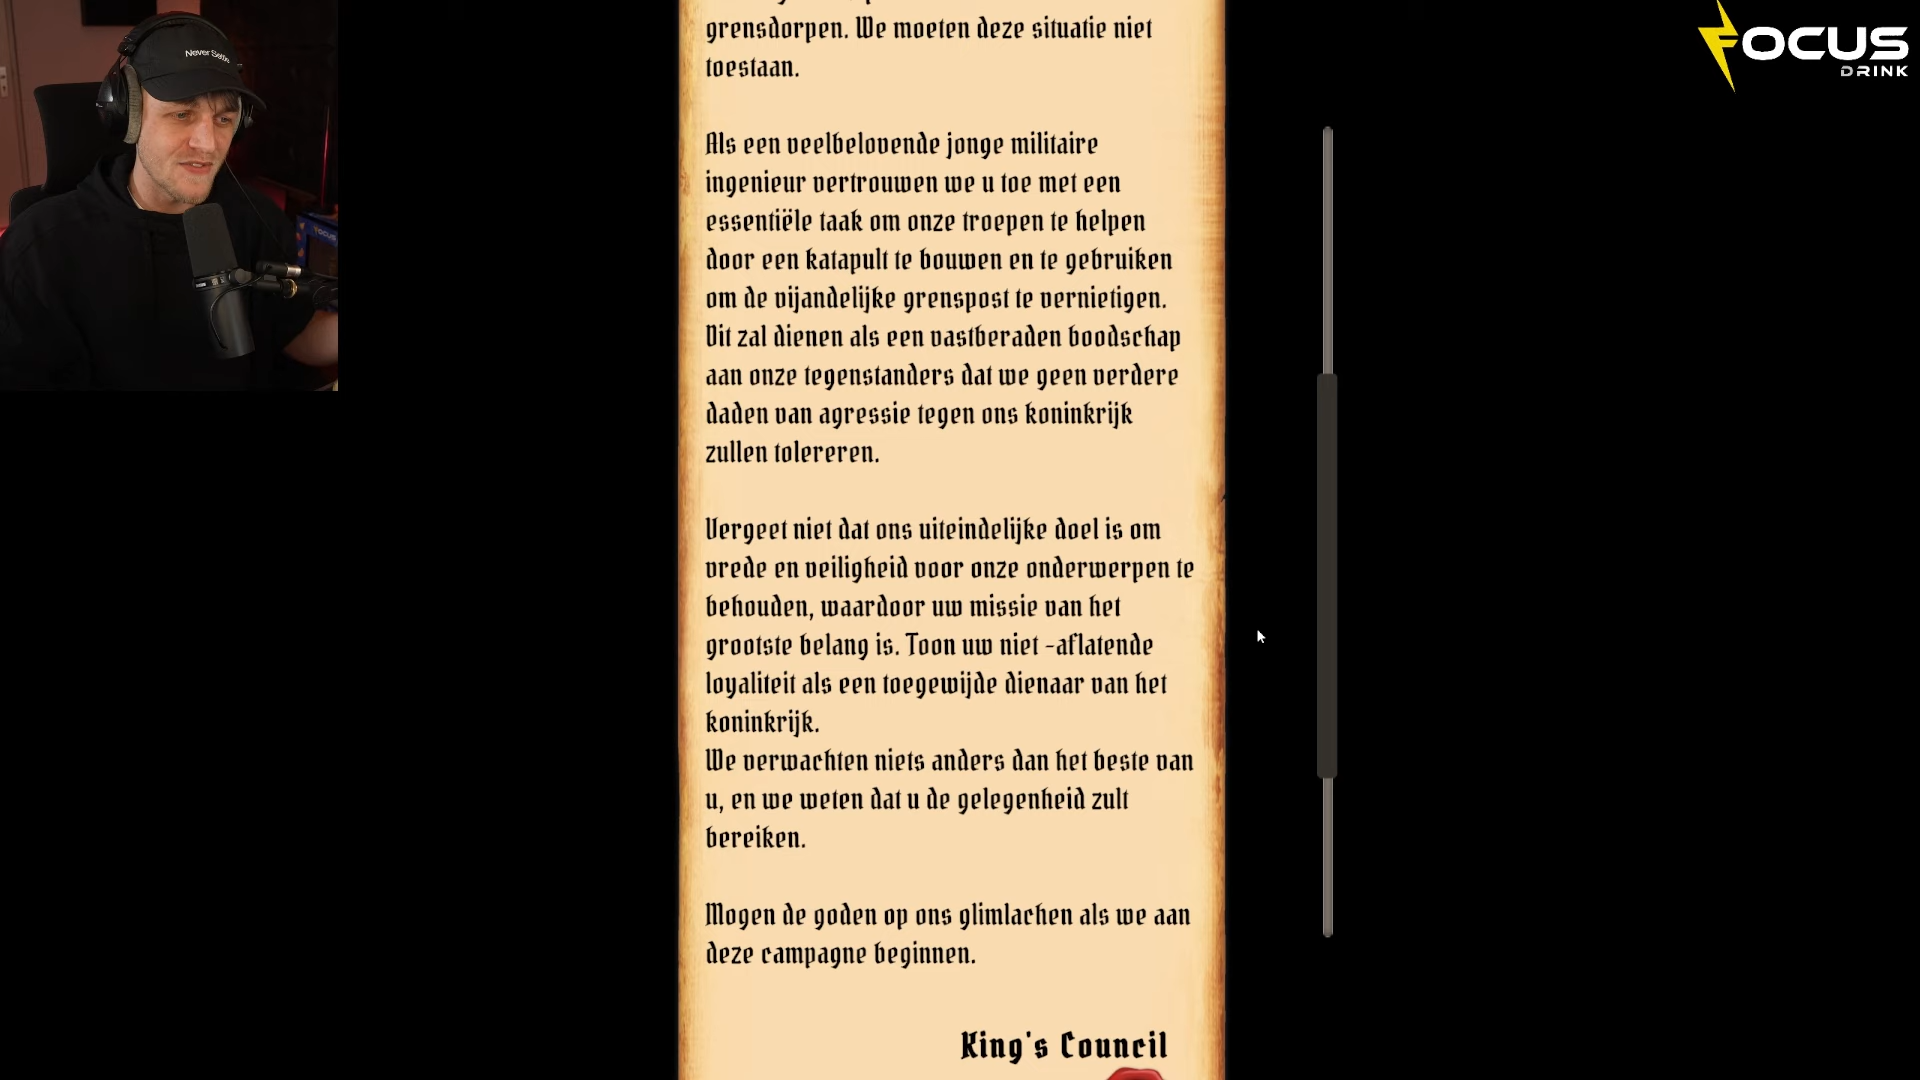 Never Settle
FOCUS
DRINK
grensdorpen. We moeten deze situatie niet
toestaan.
Als een veelbelovende jonge militaire
ingenieur vertrouwen we u toe met een
essentiële taak om onze troepen te helpen
door een katapult te bouwen en te gebruiken
om de vijandelijke grenspost te vernietigen.
Dit zal dienen als een vastberaden boodschap
aan onze tegenstanders dat we geen verdere
daden van agressie tegen ons koninkrijk
zullen tolereren.
Vergeet niet dat ons uiteindelijke doel is om
vrede en veiligheid voor onze onderwerpen te
behouden, waardoor uw missie van het
grootste belang is. Toon uw niet -aflatende
loyaliteit als een toegewijde dienaar van het
koninkrijk.
We verwachten niets anders dan het beste van
u, en we weten dat u de gelegenheid zult
bereiken.
Mogen de goden op ons glimlachen als we aan
deze campagne beginnen.
King's Council